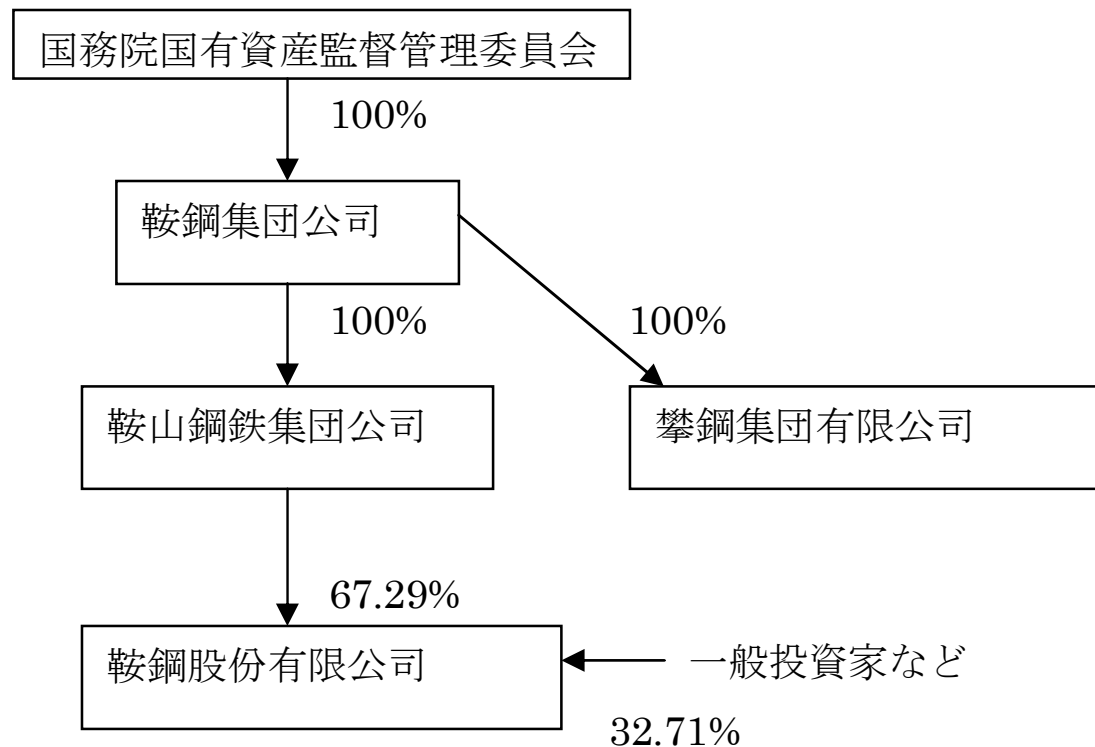 国務院国有資産監督管理委員会
100%
鞍鋼集団公司
100%
100%
鞍山鋼鉄集団公司
攀鋼集団有限公司
67.29%
鞍鋼股份有限公司
一般投資家など
32.71%